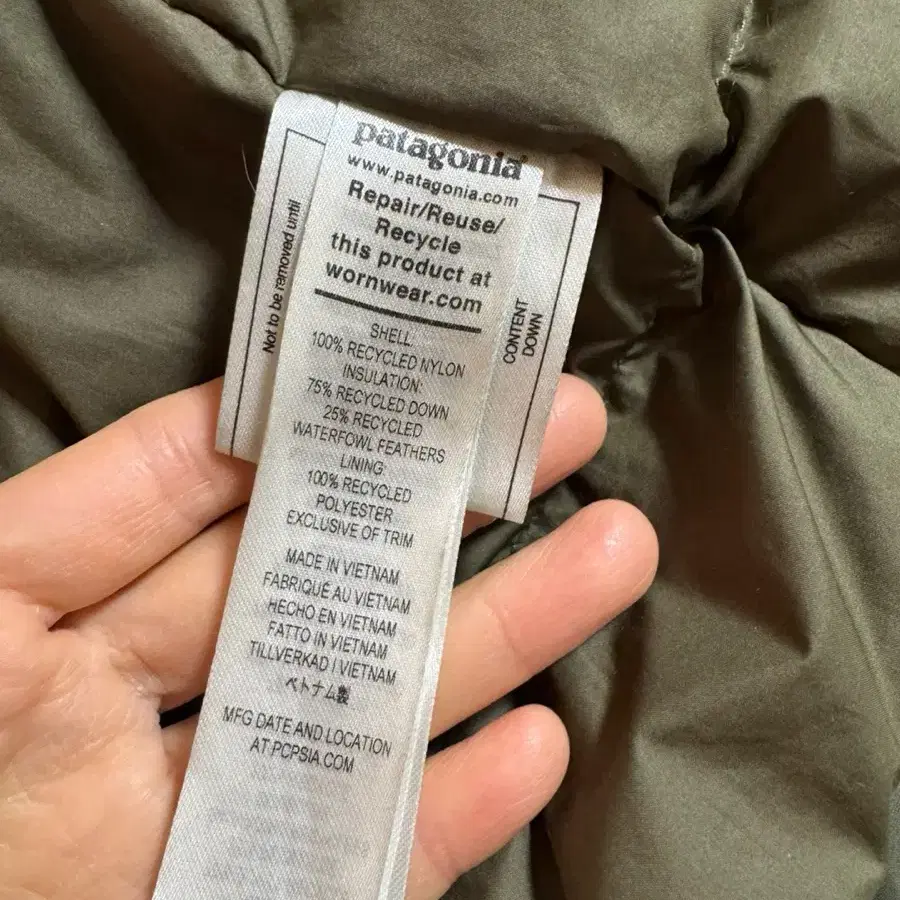 patagonia®
www.patagonia.com
Repair/Reuse/
Recycle
this product at
wornwear.com
SHELL:
100% RECYCLED NYLON
INSULATION:
75% RECYCLED DOWN
25% RECYCLED
WATERFOWL FEATHERS
LINING:
100% RECYCLED
POLYESTER
EXCLUSIVE OF TRIM
MADE IN VIETNAM
FABRIQUÉ AU VIETNAM
HECHO EN VIETNAM
FATTO IN VIETNAM
TILLVERKAD I VIETNAM
ベトナム製
MFG DATE AND LOCATION
AT PCPSIA.COM
Not to be removed until
CONTENT
DOWN